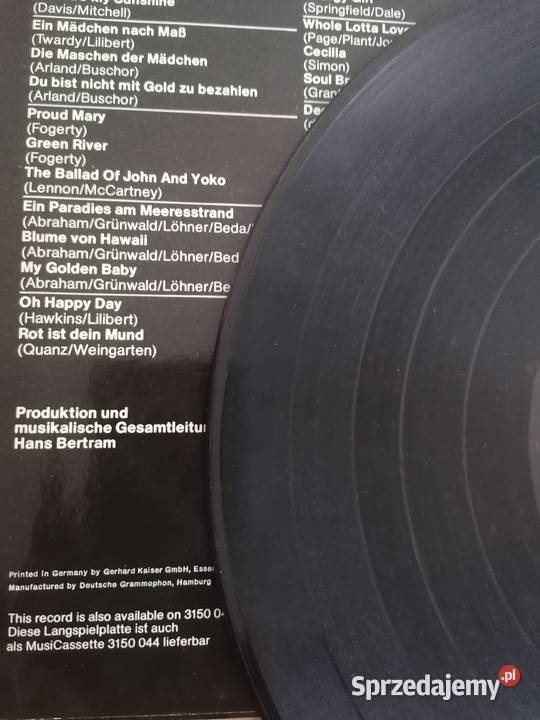 My Sunshine
(Davis/Mitchell)
Ein Mädchen nach Maß
(Twardy/Lilibert)
Die Maschen der Mädchen
(Arland/Buschor)
Du bist nicht mit Gold zu bezahlen
(Arland/Buschor)
Proud Mary
(Fogerty)
Green River
(Fogerty)
The Ballad Of John And Yoko
(Lennon/McCartney)
Ein Paradies am Meeresstrand
(Abraham/Grünwald/Löhner/Beda/
Blume von Hawaii
(Abraham/Grünwald/Löhner/Bed
My Golden Baby
(Abraham/Grünwald/Löhner/Be
Oh Happy Day
(Hawkins/Lilibert)
Rot ist dein Mund
(Quanz/Weingarten)
Produktion und
musikalische Gesamtleitu
Hans Bertram
Printed in Germany by Gerhard Kaiser GmbH, Esse
Manufactured by Deutsche Grammophon, Hamburg
This record is also available on 3150 0
Diese Langspielplatte ist auch
als MusiCassette 3150 044 lieferbar
(Springfield/Dale)
Whole Lotta Love
(Page/Plant/Jo
Cecilia
(Simon)
Soul Br
(Gran
De
Sprzedajemy.pl